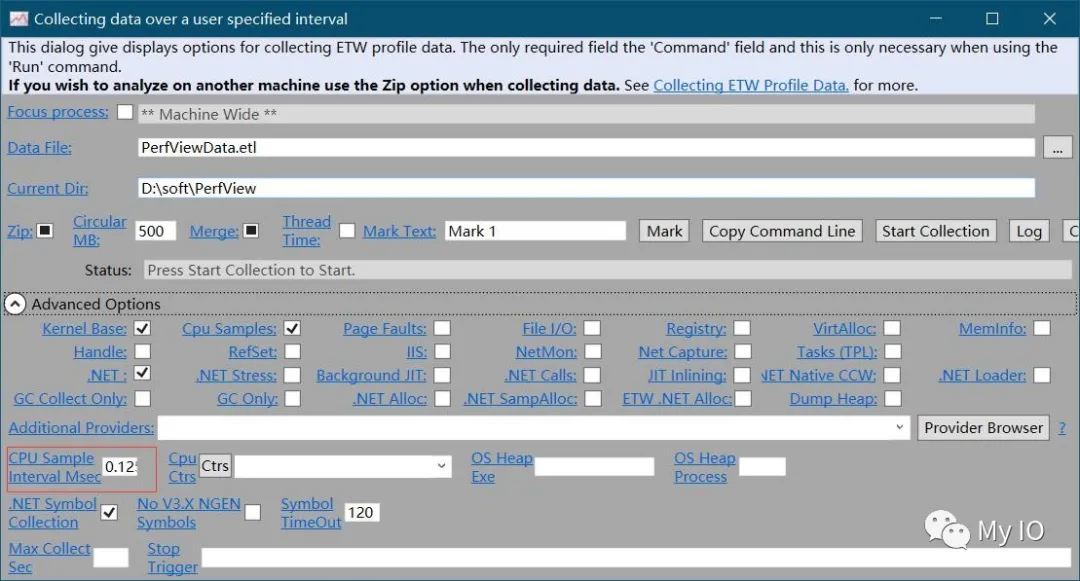 Collecting data over a user specified interval
This dialog give displays options for collecting ETW profile data. The only required field the 'Command' field and this is only necessary when using the
'Run' command.
If you wish to analyze on another machine use the Zip option when collecting data. See Collecting ETW Profile Data. for more.
Focus process: ** Machine Wide **
Data File: PerfViewData.etl ...
Current Dir: D:\soft\PerfView
Zip: Circular MB: 500 Merge: Thread Time: Mark Text: Mark 1 Mark Copy Command Line Start Collection Log C
Status: Press Start Collection to Start.
Advanced Options
Kernel Base: Cpu Samples: Page Faults: File I/O: Registry: VirtAlloc: MemInfo:
Handle: RefSet: IIS: NetMon: Net Capture: Tasks (TPL):
.NET : .NET Stress: Background JIT: .NET Calls: JIT Inlining: .NET Native CCW: .NET Loader:
GC Collect Only: GC Only: .NET Alloc: .NET SampAlloc: ETW .NET Alloc: Dump Heap:
Additional Providers: Provider Browser ?
CPU Sample Interval Msec 0.125 Cpu Ctrs Ctrs OS Heap Exe OS Heap Process
.NET Symbol Collection No V3.X NGEN Symbols Symbol TimeOut 120
Max Collect Sec Stop Trigger
My IO